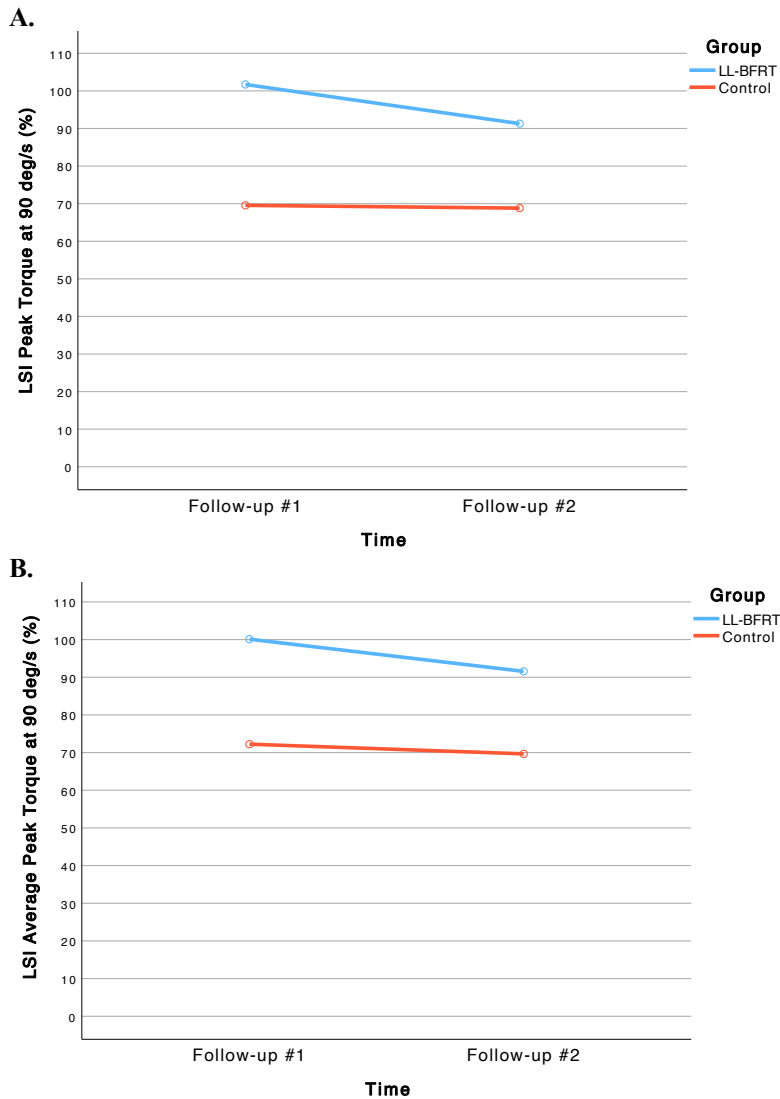 A.
Group
LL-BFRT
Control
LSI Peak Torque at 90 deg/s (%)
110
100
90
80
70
60
50
40
30
20
10
0
Follow-up #1 Follow-up #2
Time
B.
Group
LL-BFRT
Control
LSI Average Peak Torque at 90 deg/s (%)
110
100
90
80
70
60
50
40
30
20
10
0
Follow-up #1 Follow-up #2
Time